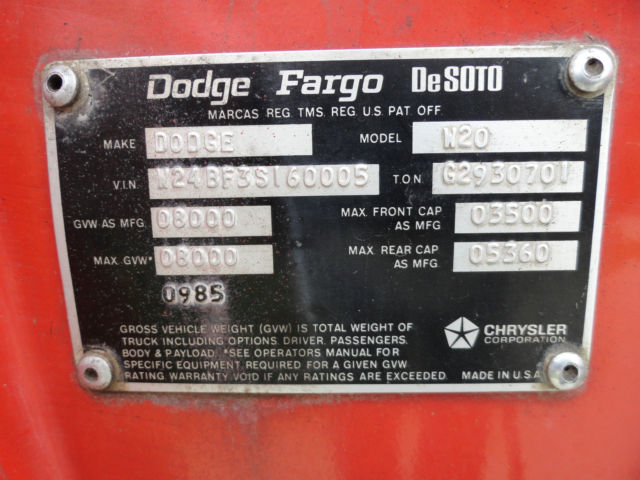 Dodge Fargo DeSOTO
MARCAS REG. TMS. REG. U.S. PAT. OFF.
MAKE DODGE MODEL W20
V.I.N. W24BF3S160005 T.O.N. G2930701
GVW AS MFG. 08000 MAX. FRONT CAP AS MFG. 03500
MAX. GVW* 08000 MAX. REAR CAP AS MFG. 05360
0985
GROSS VEHICLE WEIGHT (GVW) IS TOTAL WEIGHT OF
TRUCK INCLUDING OPTIONS, DRIVER, PASSENGERS,
BODY & PAYLOAD. *SEE OPERATORS MANUAL FOR
SPECIFIC EQUIPMENT REQUIRED FOR A GIVEN GVW.
RATING WARRANTY VOID IF ANY RATINGS ARE EXCEEDED.
CHRYSLER
CORPORATION
MADE IN U.S.A.